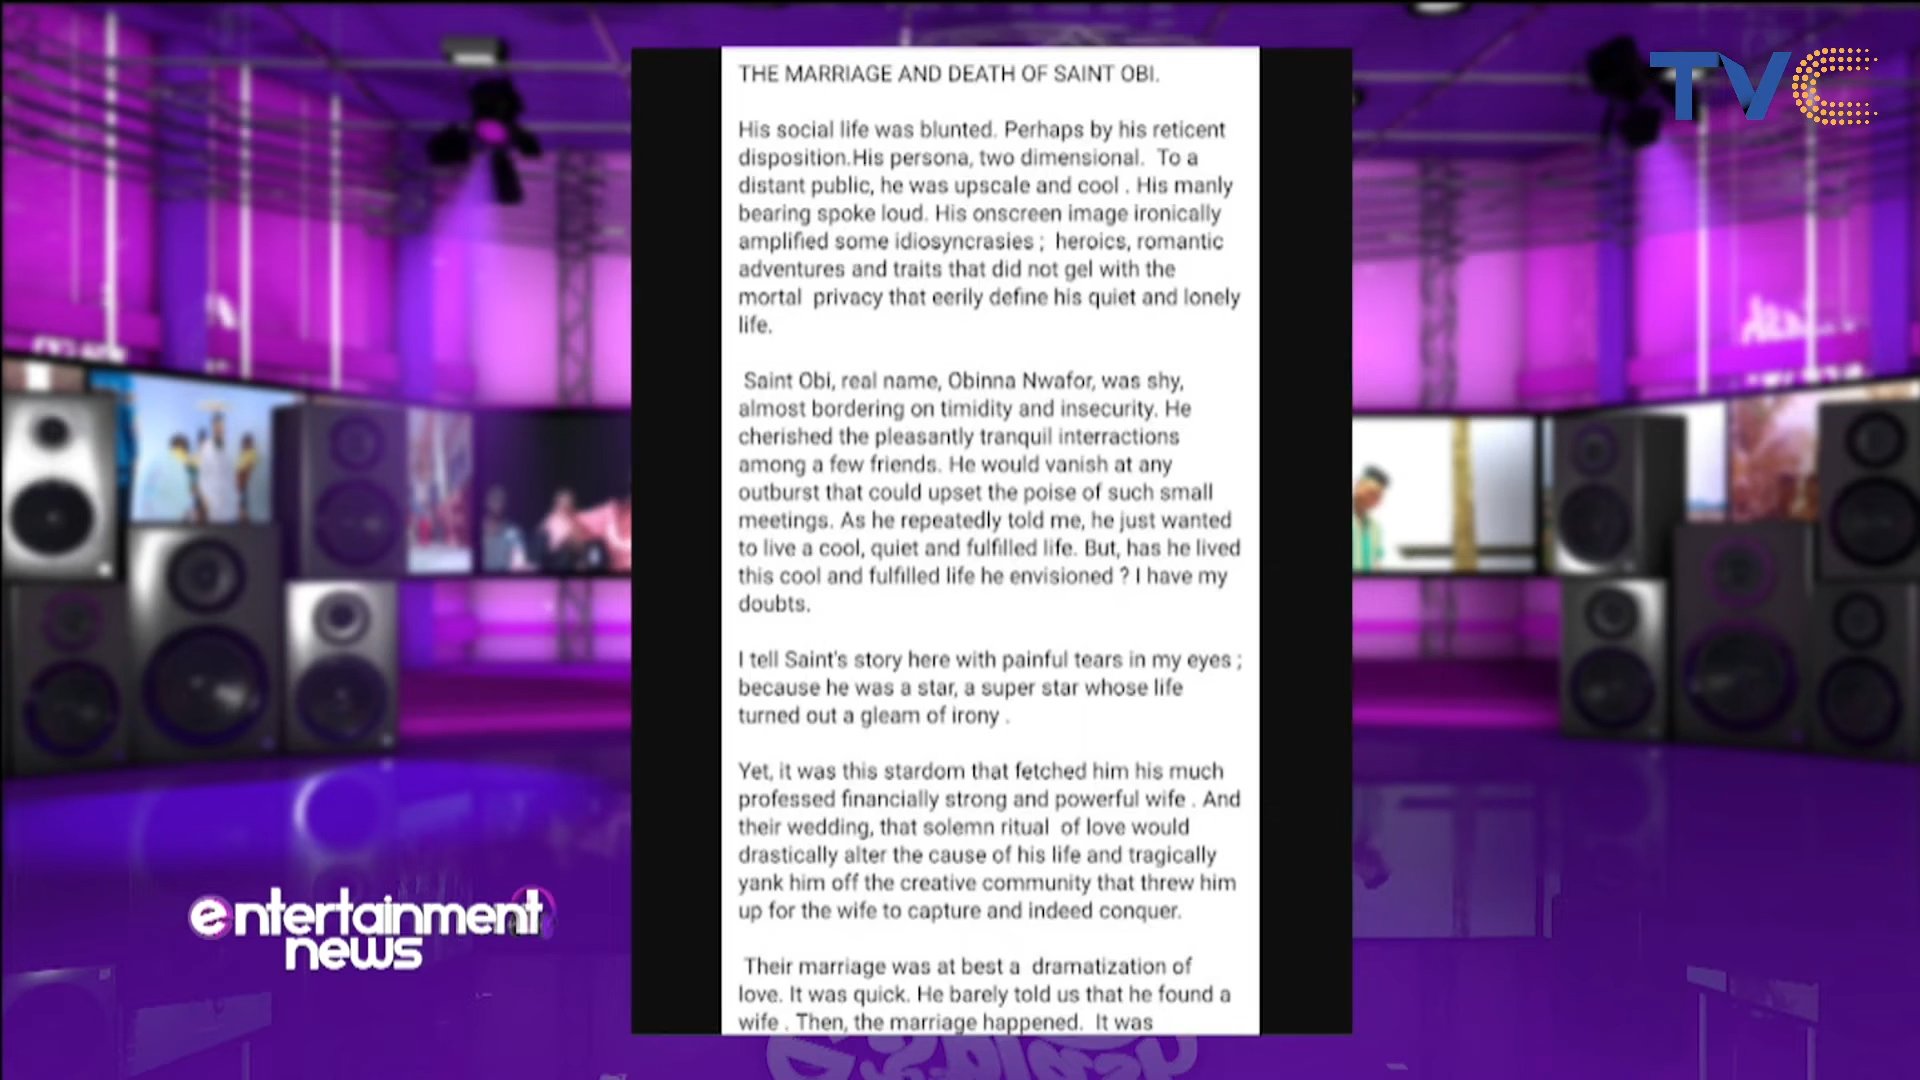 TVC
THE MARRIAGE AND DEATH OF SAINT OBI.
His social life was blunted. Perhaps by his reticent
disposition.His persona, two dimensional.  To a
distant public, he was upscale and cool . His manly
bearing spoke loud. His onscreen image ironically
amplified some idiosyncrasies ;  heroics, romantic
adventures and traits that did not gel with the
mortal  privacy that eerily define his quiet and lonely
life.
Saint Obi, real name, Obinna Nwafor, was shy,
almost bordering on timidity and insecurity. He
cherished the pleasantly tranquil interractions
among a few friends. He would vanish at any
outburst that could upset the poise of such small
meetings. As he repeatedly told me, he just wanted
to live a cool, quiet and fulfilled life. But, has he lived
this cool and fulfilled life he envisioned ? I have my
doubts.
I tell Saint's story here with painful tears in my eyes ;
because he was a star, a super star whose life
turned out a gleam of irony .
Yet, it was this stardom that fetched him his much
professed financially strong and powerful wife . And
their wedding, that solemn ritual  of love would
drastically alter the cause of his life and tragically
yank him off the creative community that threw him
up for the wife to capture and indeed conquer.
Their marriage was at best a  dramatization of
love. It was quick. He barely told us that he found a
wife . Then, the marriage happened.  It was
entertainment
news